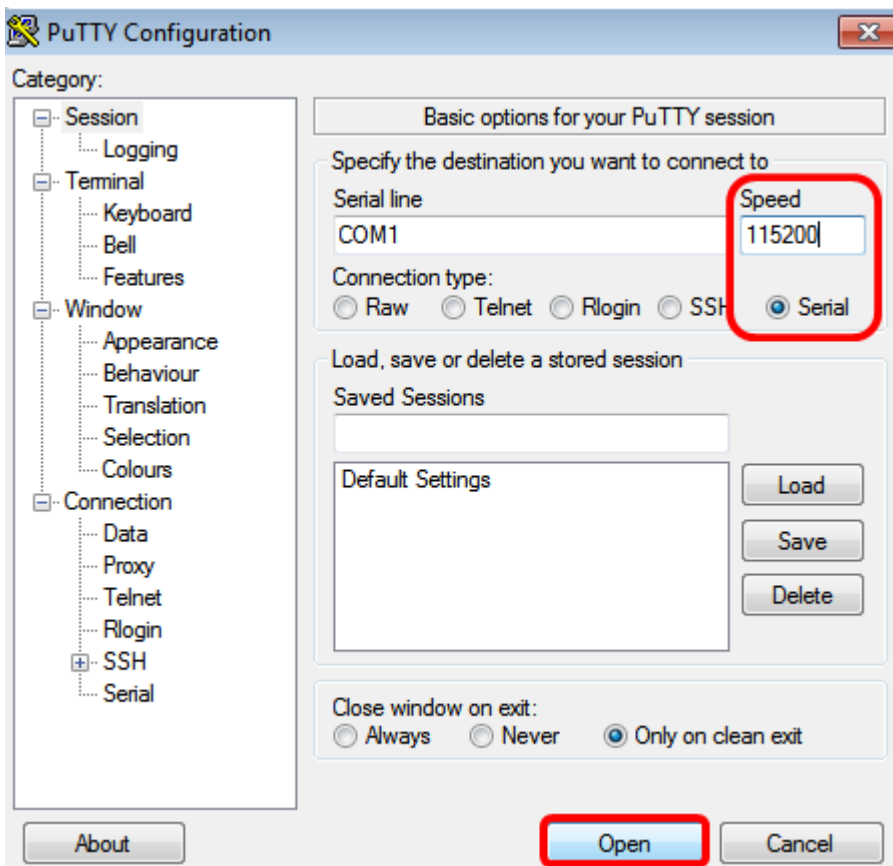 PuTTY Configuration
Category:
Session
Logging
Terminal
Keyboard
Bell
Features
Window
Appearance
Behaviour
Translation
Selection
Colours
Connection
Data
Proxy
Telnet
Rlogin
SSH
Serial
Basic options for your PuTTY session
Specify the destination you want to connect to
Serial line Speed
COM1 115200
Connection type:
Raw Telnet Rlogin SSH Serial
Load, save or delete a stored session
Saved Sessions
Default Settings
Load
Save
Delete
Close window on exit:
Always Never Only on clean exit
About Open Cancel